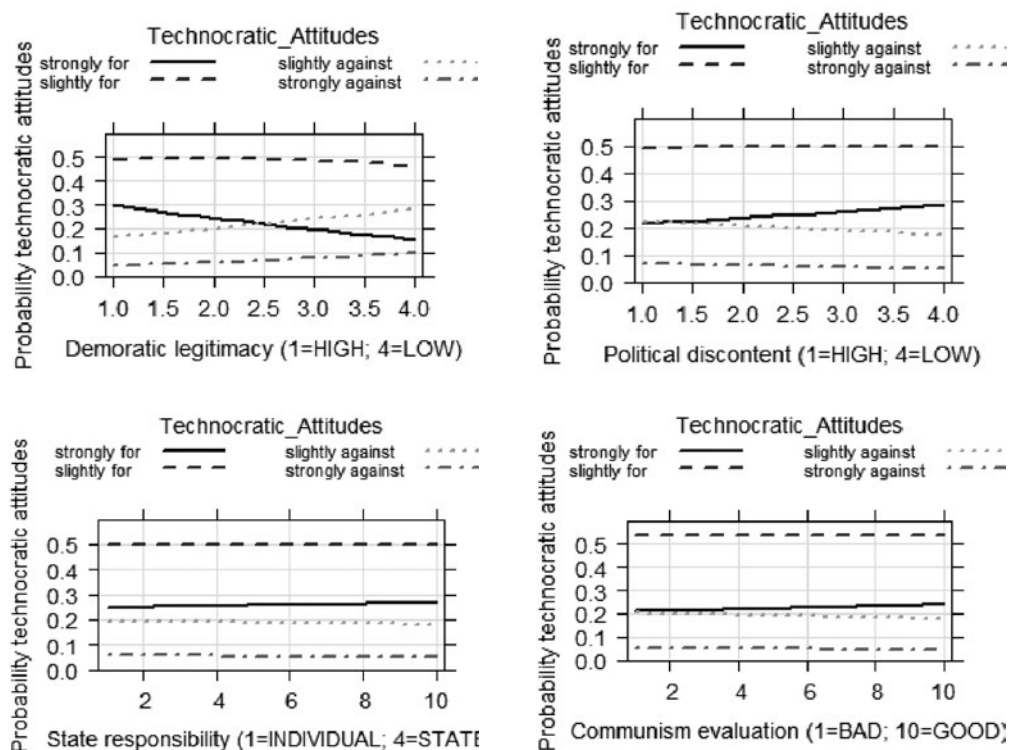 Technocratic_Attitudes
strongly for
slightly against
slightly for
strongly against
Probability technocratic attitudes
0.5
0.4
0.3
0.2
0.1
0.0
1.0 1.5 2.0 2.5 3.0 3.5 4.0
Demoratic legitimacy (1=HIGH; 4=LOW)
Technocratic_Attitudes
strongly for
slightly against
slightly for
strongly against
Probability technocratic attitudes
0.5
0.4
0.3
0.2
0.1
0.0
1.0 1.5 2.0 2.5 3.0 3.5 4.0
Political discontent (1=HIGH; 4=LOW)
Technocratic_Attitudes
strongly for
slightly against
slightly for
strongly against
Probability technocratic attitudes
0.5
0.4
0.3
0.2
0.1
0.0
2 4 6 8 10
State responsibility (1=INDIVIDUAL; 4=STATE
Technocratic_Attitudes
strongly for
slightly against
slightly for
strongly against
Probability technocratic attitudes
0.5
0.4
0.3
0.2
0.1
0.0
2 4 6 8 10
Communism evaluation (1=BAD; 10=GOOD)